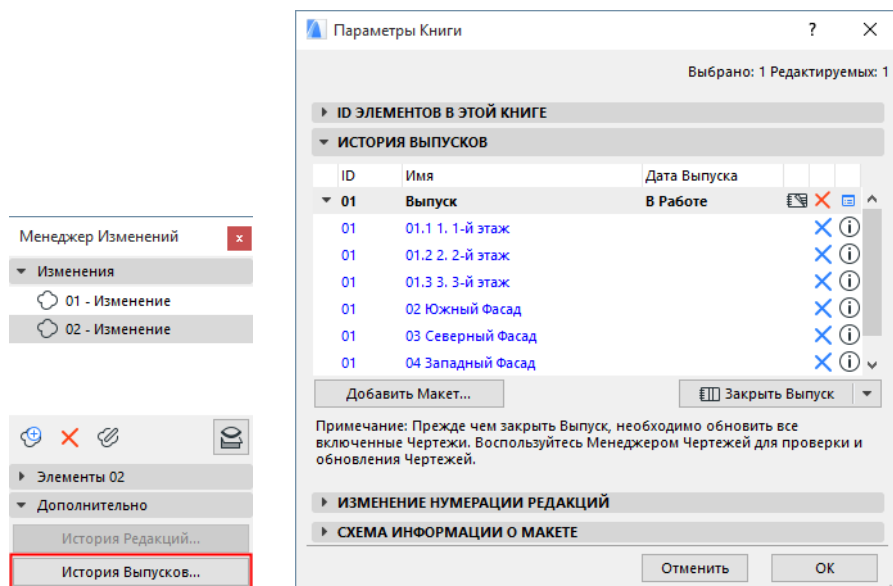 Менеджер Изменений
Изменения
01 - Изменение
02 - Изменение
Элементы 02
Дополнительно
История Редакций...
История Выпусков...
Параметры Книги
Выбрано: 1 Редактируемых: 1
ID ЭЛЕМЕНТОВ В ЭТОЙ КНИГЕ
ИСТОРИЯ ВЫПУСКОВ
ID Имя Дата Выпуска
01 Выпуск В Работе
01 01.1 1. 1-й этаж
01 01.2 2. 2-й этаж
01 01.3 3. 3-й этаж
01 02 Южный Фасад
01 03 Северный Фасад
01 04 Западный Фасад
Добавить Макет... Закрыть Выпуск
Примечание: Прежде чем закрыть Выпуск, необходимо обновить все
включенные Чертежи. Воспользуйтесь Менеджером Чертежей для проверки и
обновления Чертежей.
ИЗМЕНЕНИЕ НУМЕРАЦИИ РЕДАКЦИЙ
СХЕМА ИНФОРМАЦИИ О МАКЕТЕ
Отменить OK